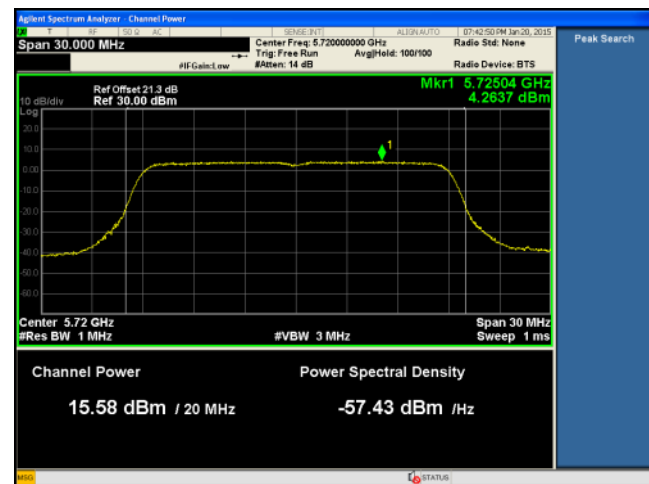 Agilent Spectrum Analyzer - Channel Power
T RF 50 Ω AC SENSE:INT ALIGN AUTO 07:42:50 PM Jan 20, 2015
Span 30.000 MHz Center Freq: 5.720000000 GHz Radio Std: None Peak Search
Trig: Free Run Avg|Hold: 100/100
#IFGain:Low #Atten: 14 dB Radio Device: BTS
Ref Offset 21.3 dB Mkr1 5.72504 GHz
10 dB/div Ref 30.00 dBm 4.2637 dBm
Log
20.0
10.0
1
0.00
-10.0
-20.0
-30.0
-40.0
-50.0
-60.0
Center 5.72 GHz Span 30 MHz
#Res BW 1 MHz #VBW 3 MHz Sweep 1 ms
Channel Power Power Spectral Density
15.58 dBm / 20 MHz -57.43 dBm /Hz
MSG STATUS